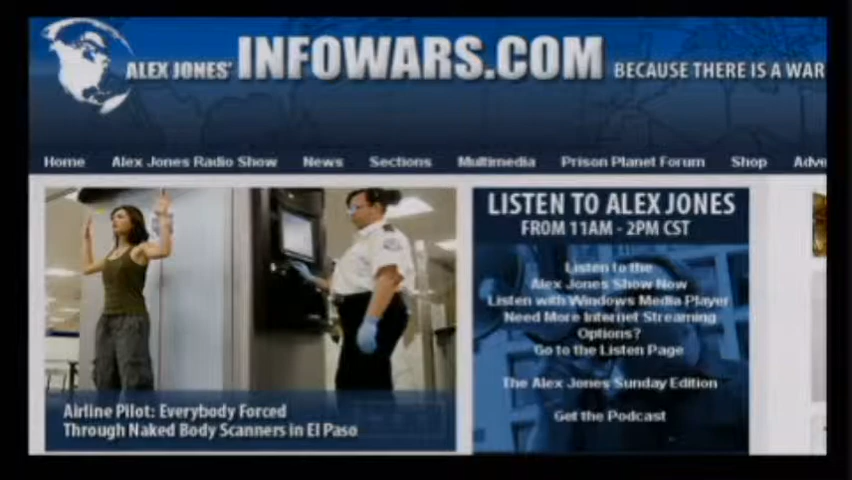 ALEX JONES' INFOWARS.COM BECAUSE THERE IS A WAR
Home Alex Jones Radio Show News Sections Multimedia Prison Planet Forum Shop Adve
LISTEN TO ALEX JONES
FROM 11AM - 2PM CST
Listen to the
Alex Jones Show Now
Listen with Windows Media Player
Need More Internet Streaming
Options?
Go to the Listen Page
The Alex Jones Sunday Edition
Get the Podcast
Airline Pilot: Everybody Forced
Through Naked Body Scanners in El Paso